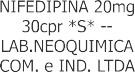 NIFEDIPINA 20mg
30cpr *S* --
LAB.NEOQUIMICA
COM. e IND. LTDA